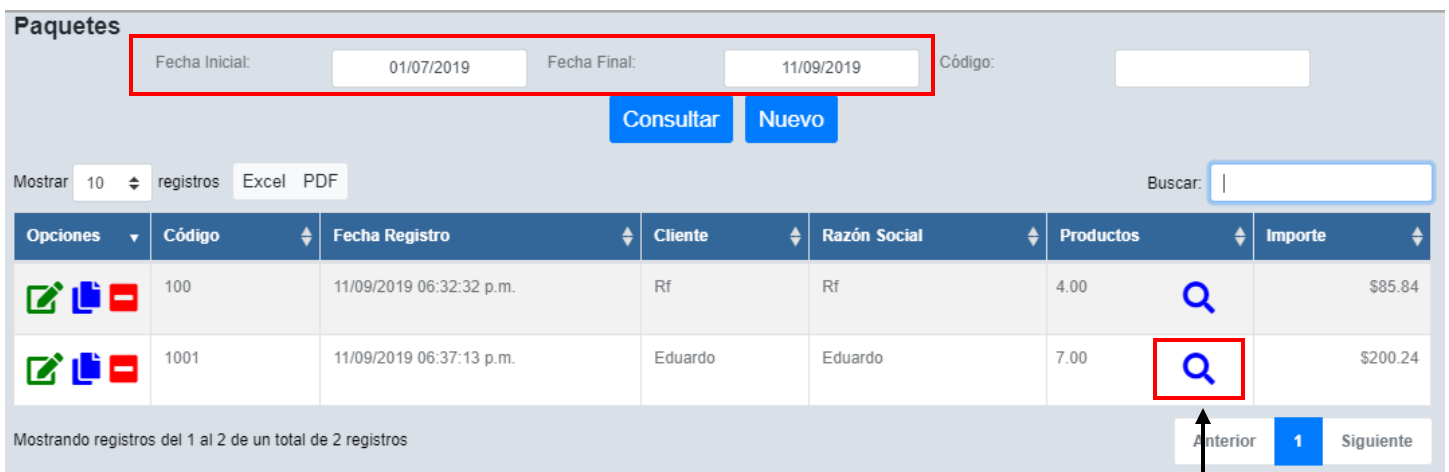 Paquetes
Fecha Inicial: 01/07/2019 Fecha Final: 11/09/2019 Código:
Consultar Nuevo
Mostrar 10 registros Excel PDF Buscar:
Opciones Código Fecha Registro Cliente Razón Social Productos Importe
100 11/09/2019 06:32:32 p.m. Rf Rf 4.00 $85.84
1001 11/09/2019 06:37:13 p.m. Eduardo Eduardo 7.00 $200.24
Mostrando registros del 1 al 2 de un total de 2 registros Anterior 1 Siguiente